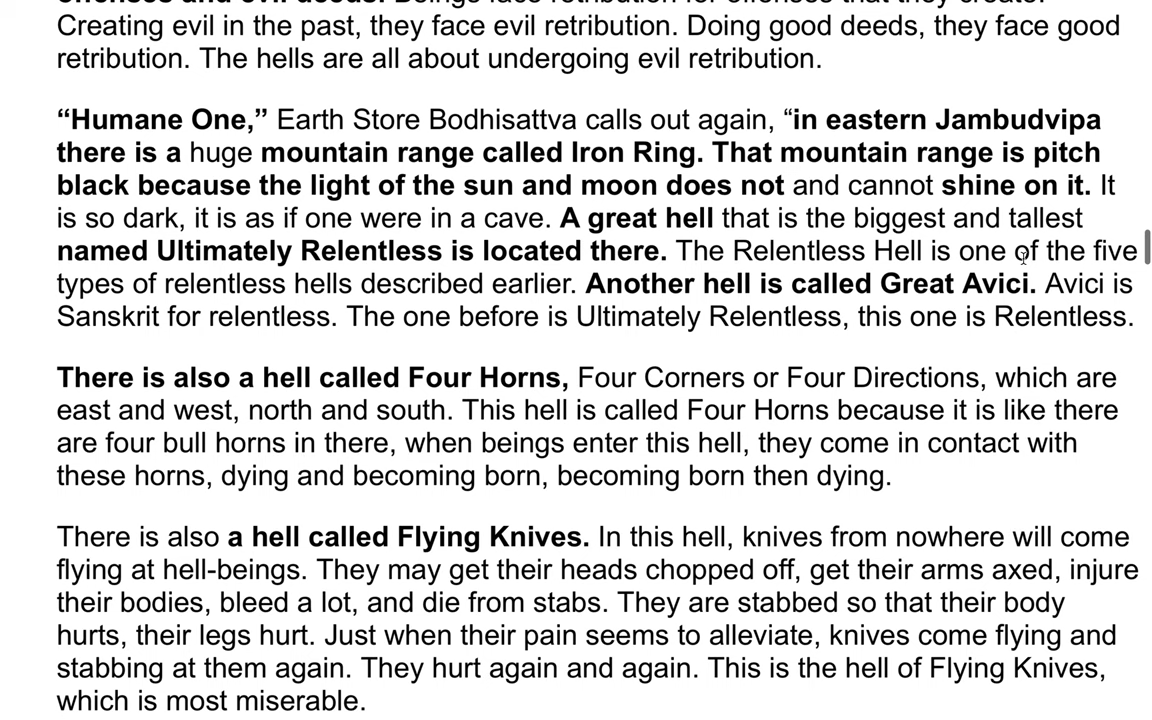 offenses and evil deeds. Beings face retribution for offenses that they create.
Creating evil in the past, they face evil retribution. Doing good deeds, they face good
retribution. The hells are all about undergoing evil retribution.
“Humane One,” Earth Store Bodhisattva calls out again, “in eastern Jambudvipa
there is a huge mountain range called Iron Ring. That mountain range is pitch
black because the light of the sun and moon does not and cannot shine on it. It
is so dark, it is as if one were in a cave. A great hell that is the biggest and tallest
named Ultimately Relentless is located there. The Relentless Hell is one of the five
types of relentless hells described earlier. Another hell is called Great Avici. Avici is
Sanskrit for relentless. The one before is Ultimately Relentless, this one is Relentless.
There is also a hell called Four Horns, Four Corners or Four Directions, which are
east and west, north and south. This hell is called Four Horns because it is like there
are four bull horns in there, when beings enter this hell, they come in contact with
these horns, dying and becoming born, becoming born then dying.
There is also a hell called Flying Knives. In this hell, knives from nowhere will come
flying at hell-beings. They may get their heads chopped off, get their arms axed, injure
their bodies, bleed a lot, and die from stabs. They are stabbed so that their body
hurts, their legs hurt. Just when their pain seems to alleviate, knives come flying and
stabbing at them again. They hurt again and again. This is the hell of Flying Knives,
which is most miserable.